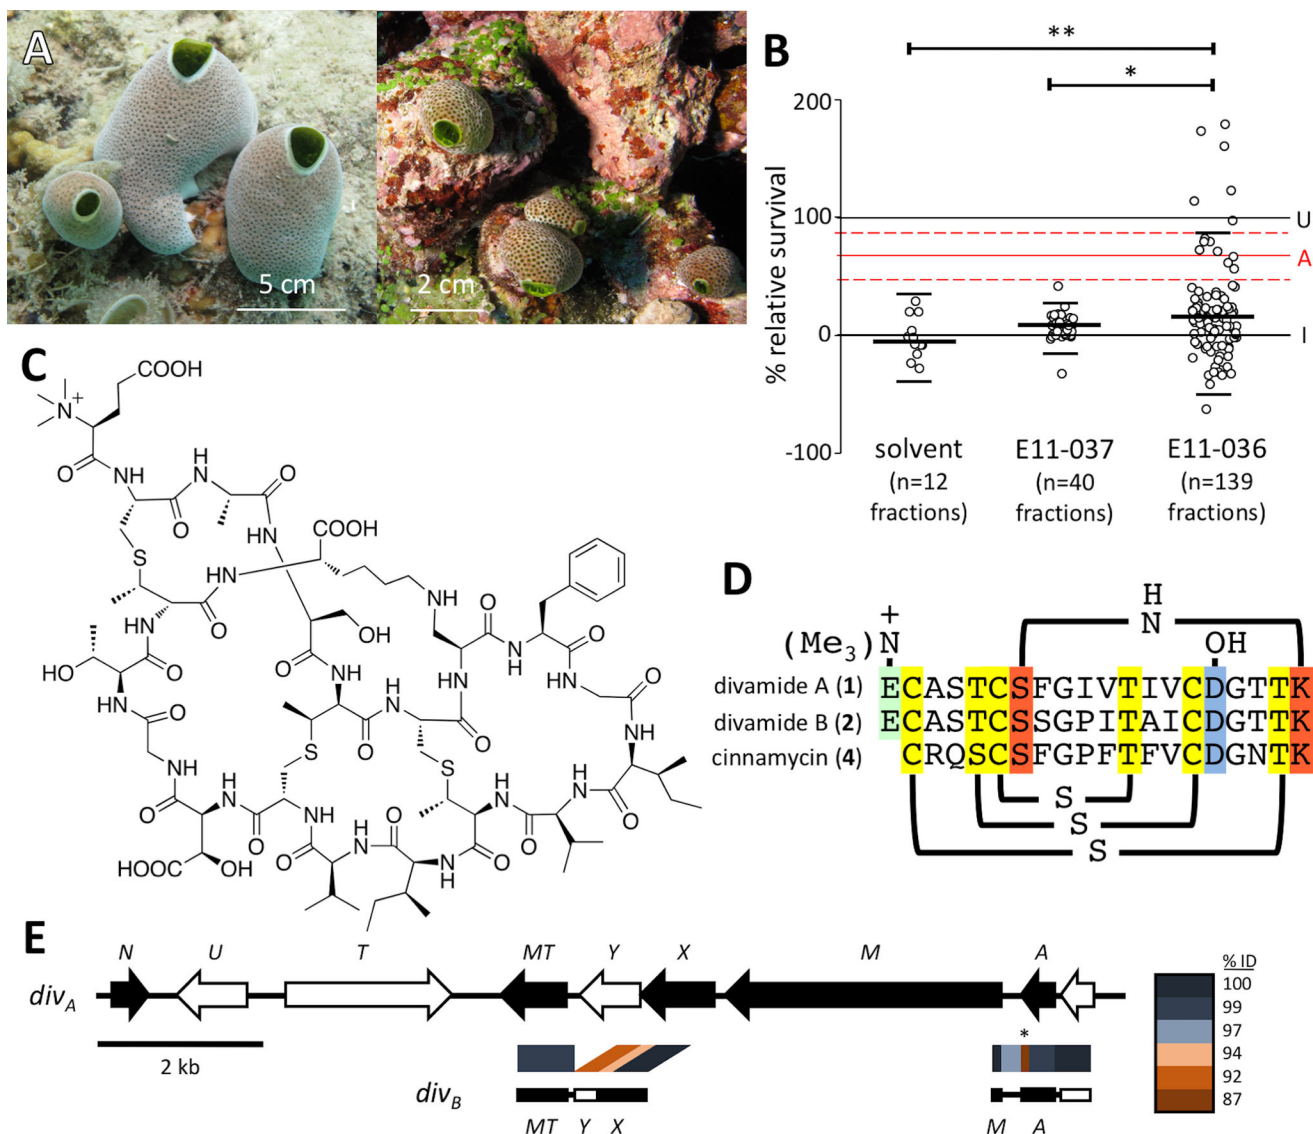 A
5 cm
2 cm
B
**
*
200
100
0
-100
% relative survival
U
A
I
solvent
(n=12
fractions)
E11-037
(n=40
fractions)
E11-036
(n=139
fractions)
C
COOH
N
+
O
NH
H
N
O
O
NH
COOH
S
HN
NH
OH
O
HN
O
O
O
N
H
O
HO
O
NH
H
N
O
NH
O
HN
O
O
HN
S
NH
O
S
NH
O
H
N
O
O
HN
O
H
N
O
N
H
O
HOOC
OH
D
H
N
+
(Me3)
N
OH
divamide A (1)
ECASTCSFGIVTIVCDGTTK
divamide B (2)
ECASTCSSGPITAICDGTTK
cinnamycin (4)
CRQSCSFGPFTFVCDGNTK
S
S
S
E
N
U
T
MT
Y
X
M
A
divA
2 kb
*
divB
MT
Y
X
M
A
% ID
100
99
97
94
92
87